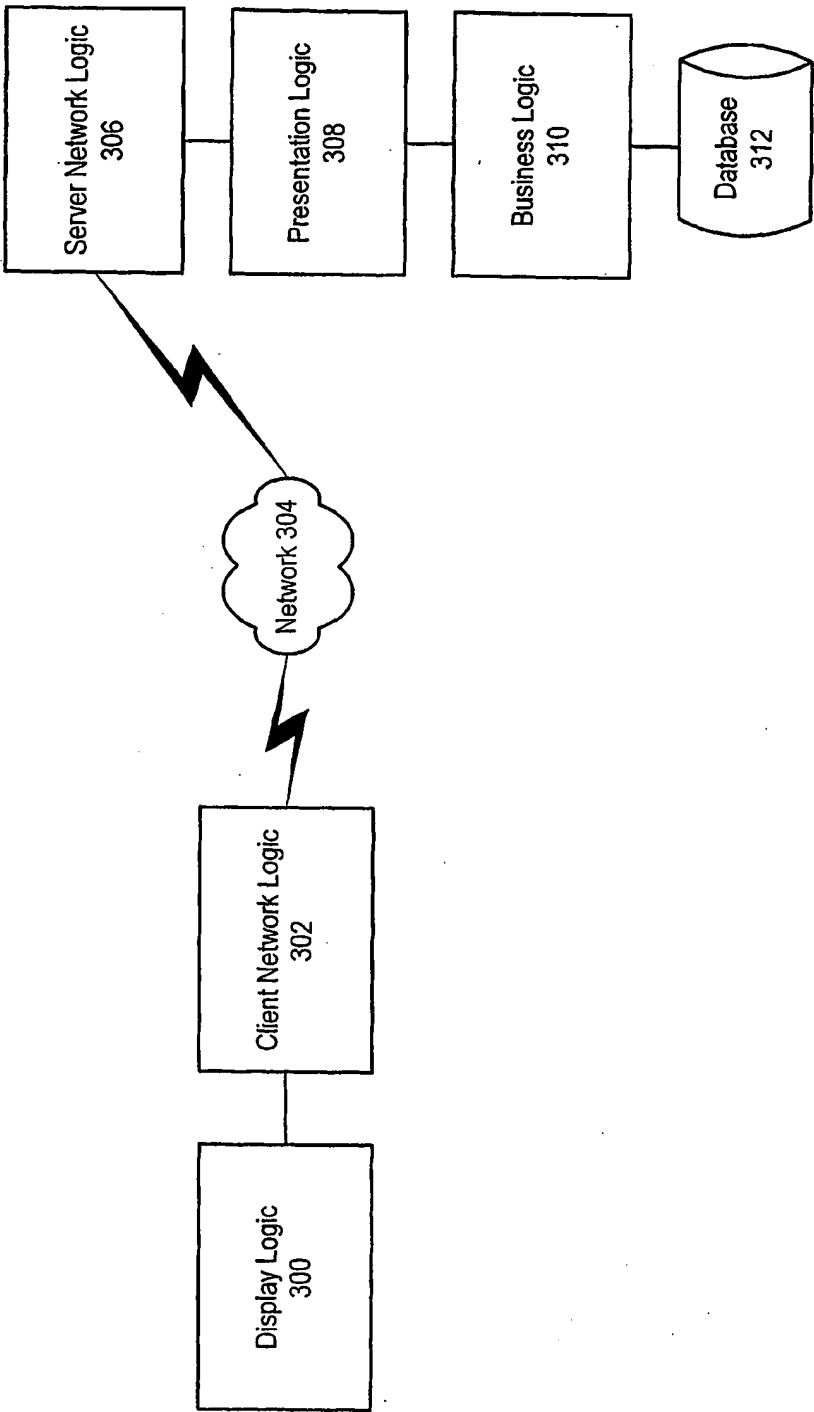 Display Logic
300
Client Network Logic
302
Network 304
Server Network Logic
306
Presentation Logic
308
Business Logic
310
Database
312